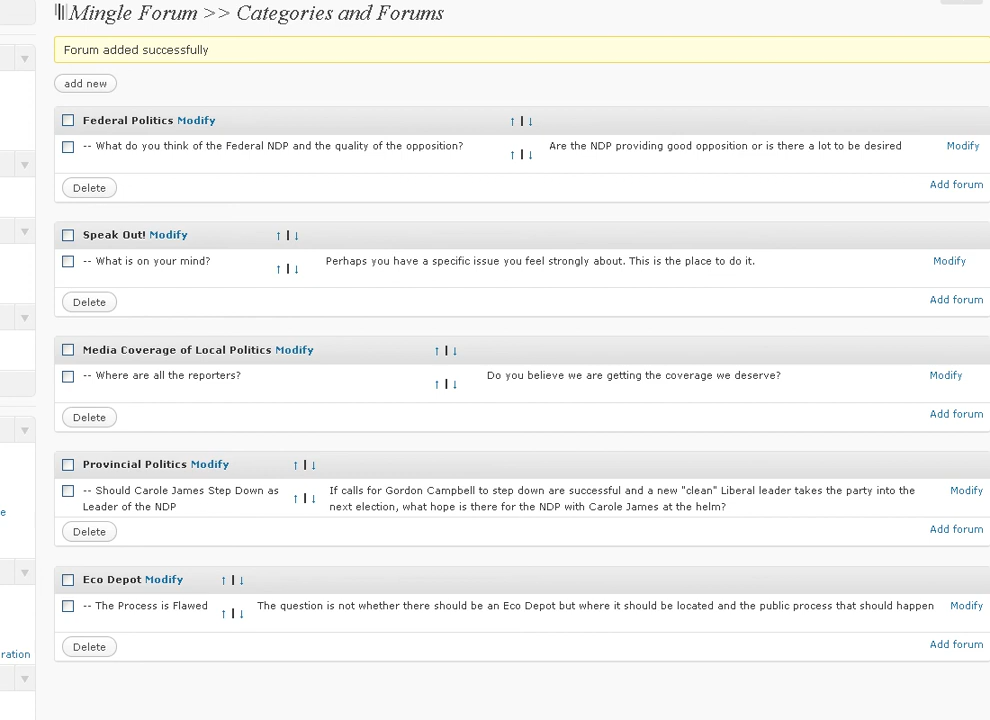 Mingle Forum >> Categories and Forums
Forum added successfully
add new
Federal Politics Modify ↑ | ↓
-- What do you think of the Federal NDP and the quality of the opposition? ↑ | ↓ Are the NDP providing good opposition or is there a lot to be desired Modify
Delete Add forum
Speak Out! Modify ↑ | ↓
-- What is on your mind? ↑ | ↓ Perhaps you have a specific issue you feel strongly about. This is the place to do it. Modify
Delete Add forum
Media Coverage of Local Politics Modify ↑ | ↓
-- Where are all the reporters? ↑ | ↓ Do you believe we are getting the coverage we deserve? Modify
Delete Add forum
Provincial Politics Modify ↑ | ↓
-- Should Carole James Step Down as ↑ | ↓ If calls for Gordon Campbell to step down are successful and a new "clean" Liberal leader takes the party into the Modify
Leader of the NDP next election, what hope is there for the NDP with Carole James at the helm?
e
Delete Add forum
Eco Depot Modify ↑ | ↓
-- The Process is Flawed ↑ | ↓ The question is not whether there should be an Eco Depot but where it should be located and the public process that should happen Modify
Delete Add forum
ration